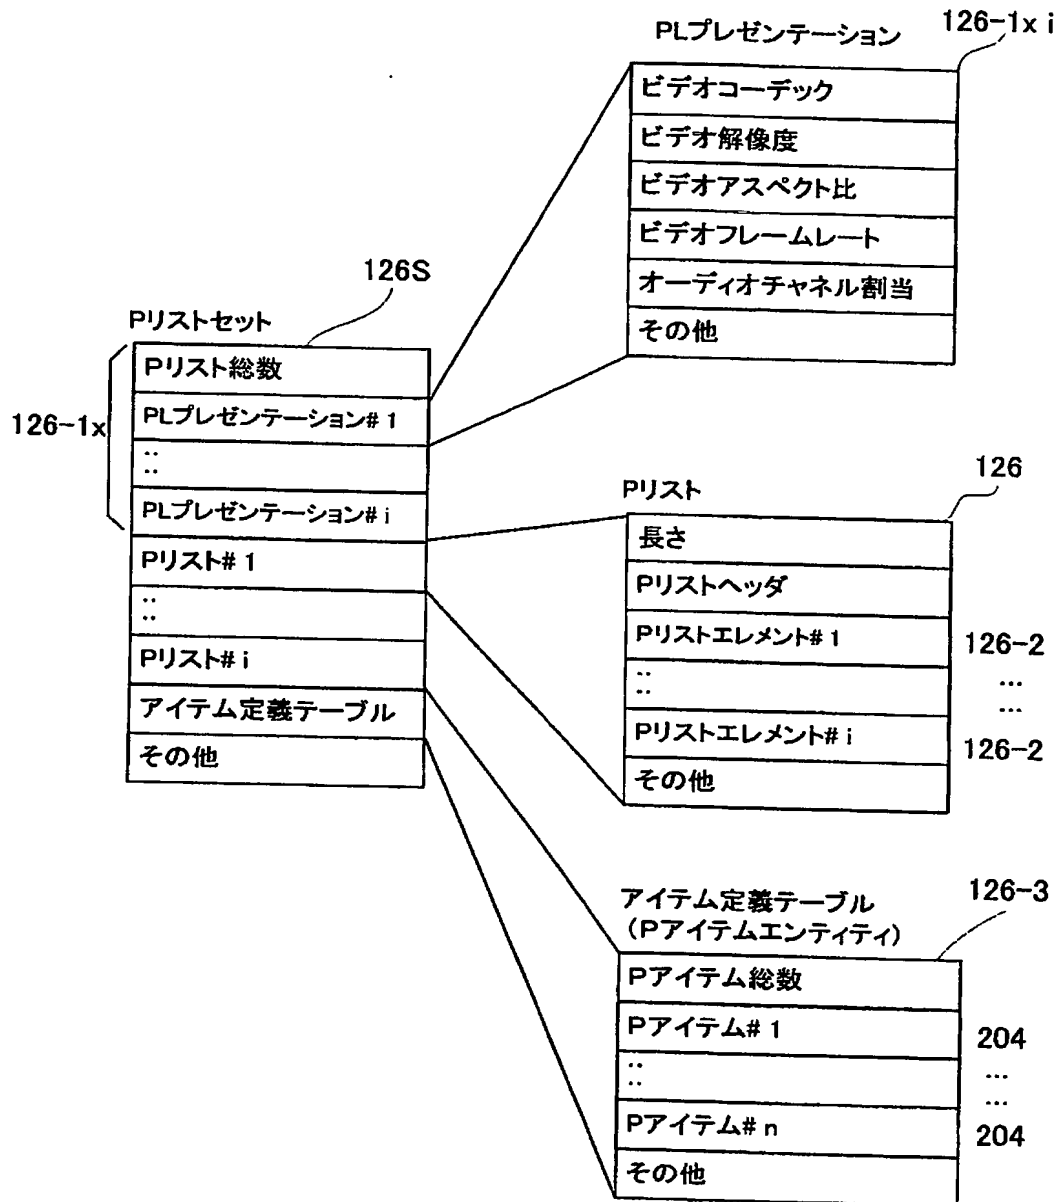 PLプレゼンテーション
126-1x i
ビデオコーデック
ビデオ解像度
ビデオアスペクト比
ビデオフレームレート
オーディオチャネル割当
その他
126S
Pリストセット
126-1x
Pリスト総数
PLプレゼンテーション#1
::
PLプレゼンテーション#i
Pリスト#1
::
Pリスト#i
アイテム定義テーブル
その他
Pリスト
126
長さ
Pリストヘッダ
Pリストエレメント#1
126-2
::
...
...
Pリストエレメント#i
126-2
その他
アイテム定義テーブル
(Pアイテムエンティティ)
126-3
Pアイテム総数
Pアイテム#1
204
::
...
...
Pアイテム#n
204
その他